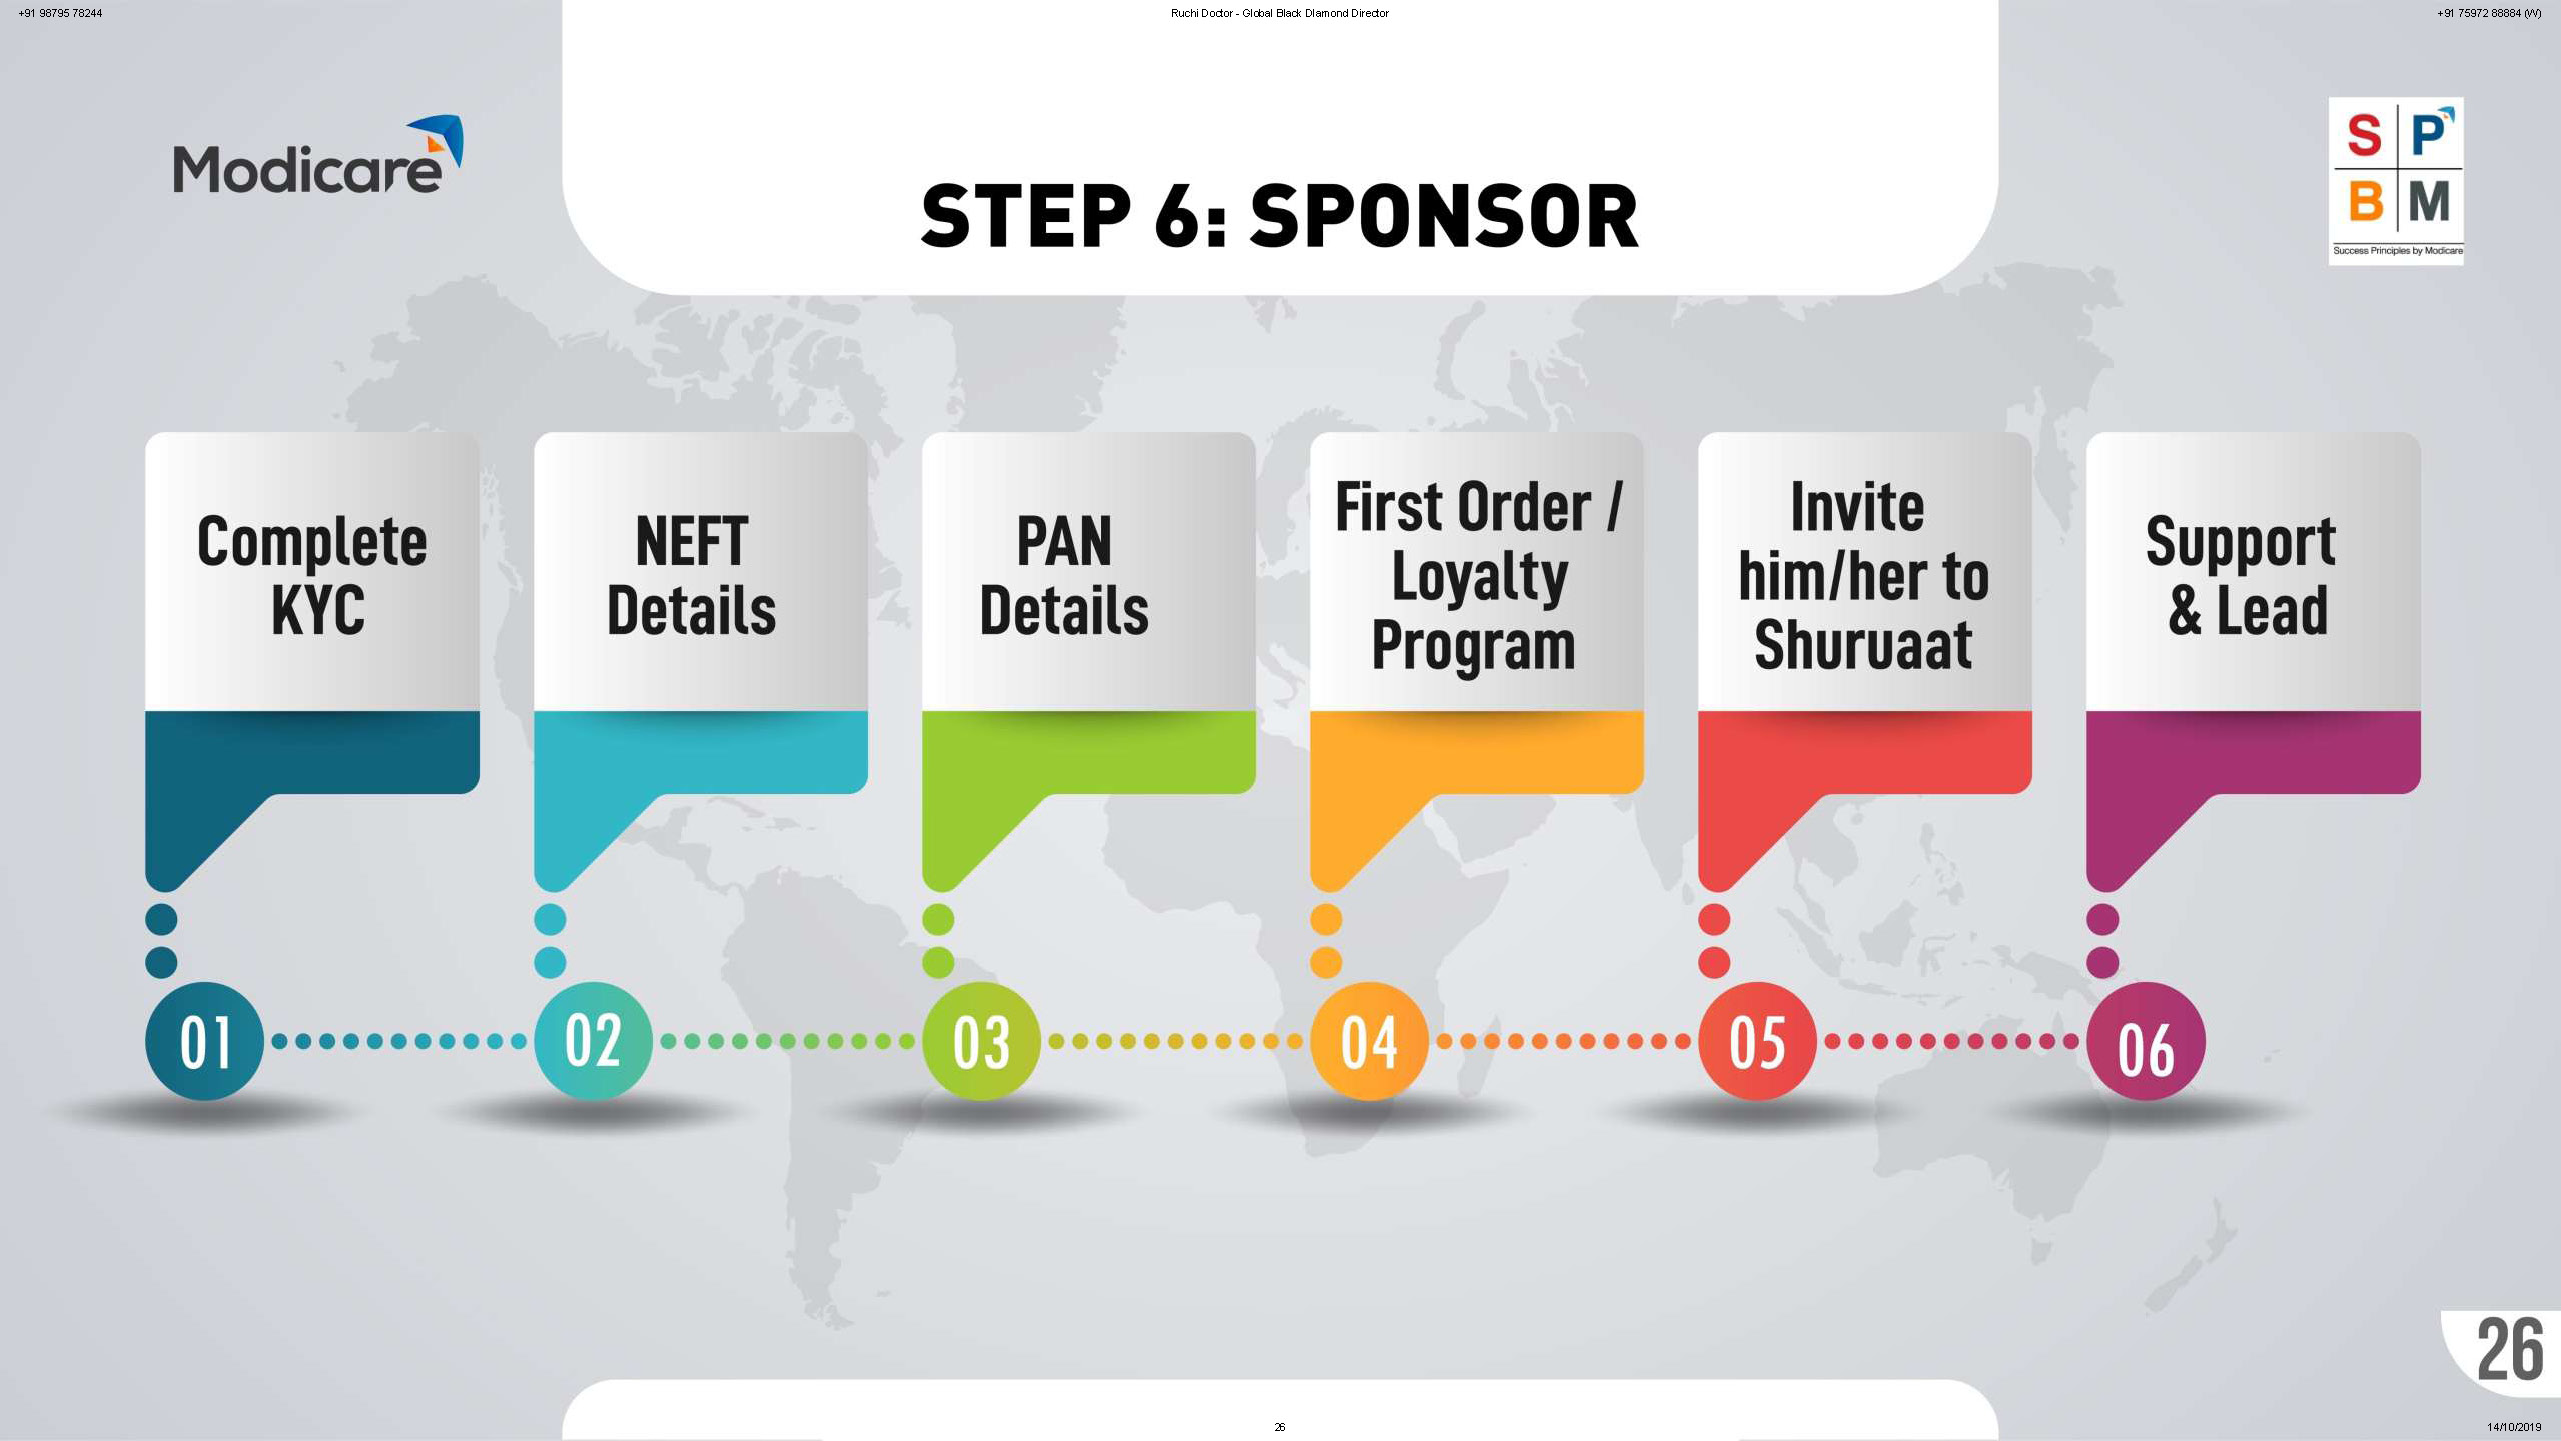 +91 98795 78244
Ruchi Doctor - Global Black DIamond Director
+91 75972 88884 (W)
Modicare
S P
B M
Success Principles by Modicare
STEP 6: SPONSOR
Complete
KYC
NEFT
Details
PAN
Details
First Order /
Loyalty
Program
Invite
him/her to
Shuruaat
Support
& Lead
01
02
03
04
05
06
26
26
14/10/2019